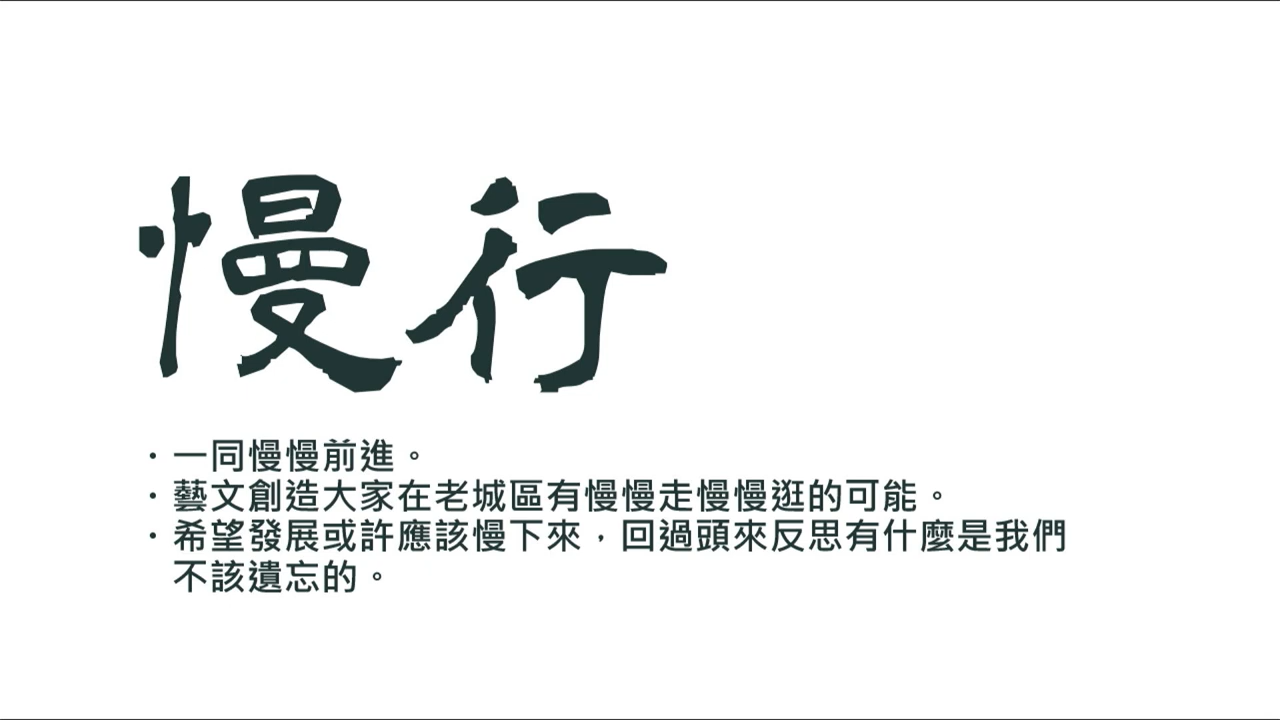 慢行
· 一同慢慢前進。
· 藝文創造大家在老城區有慢慢走慢慢逛的可能。
· 希望發展或許應該慢下來，回過頭來反思有什麼是我們
不該遺忘的。